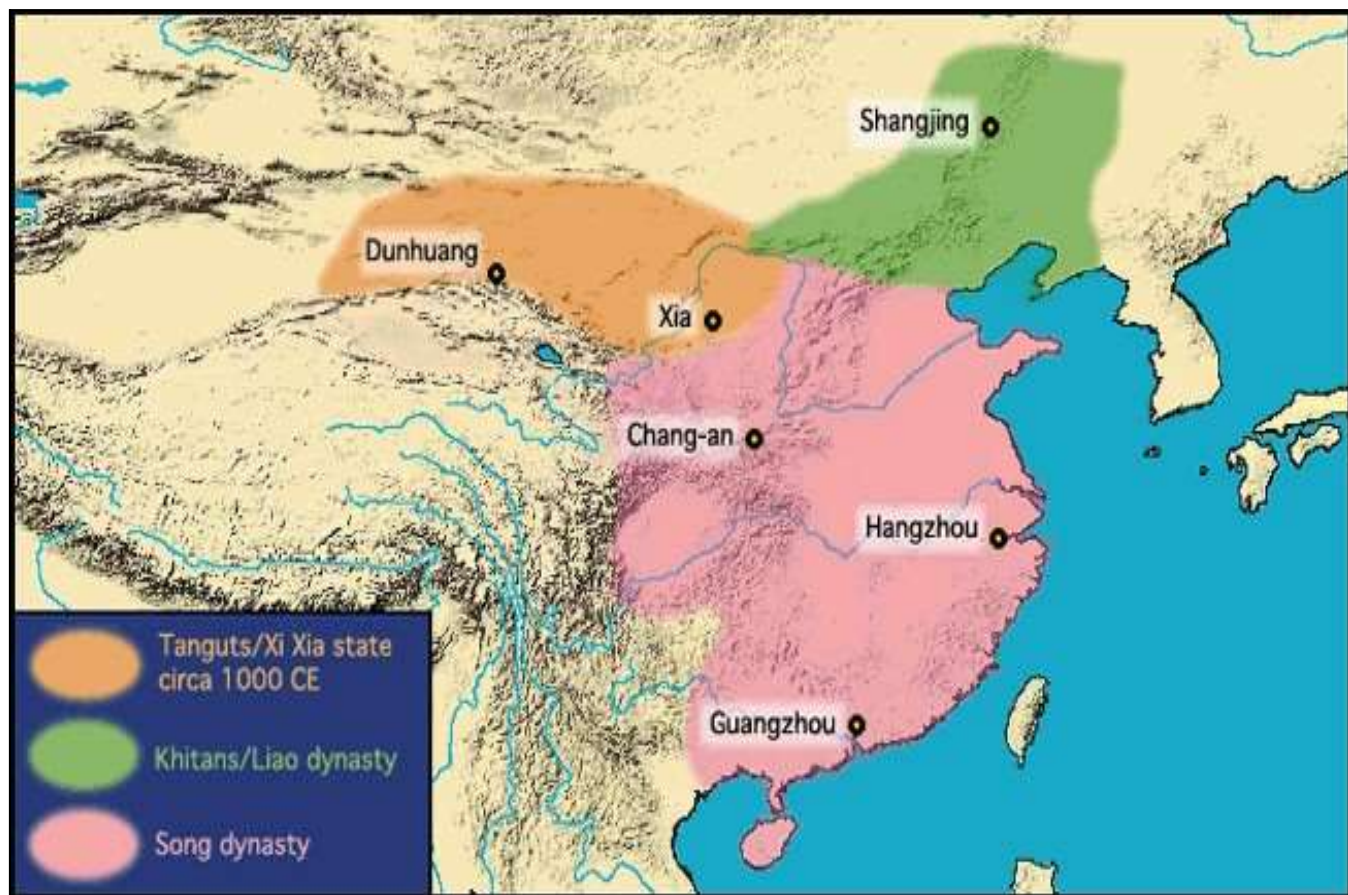 Shangjing
Dunhuang
Xia
Chang-an
Hangzhou
Guangzhou
Tanguts/Xi Xia state
circa 1000 CE
Khitans/Liao dynasty
Song dynasty